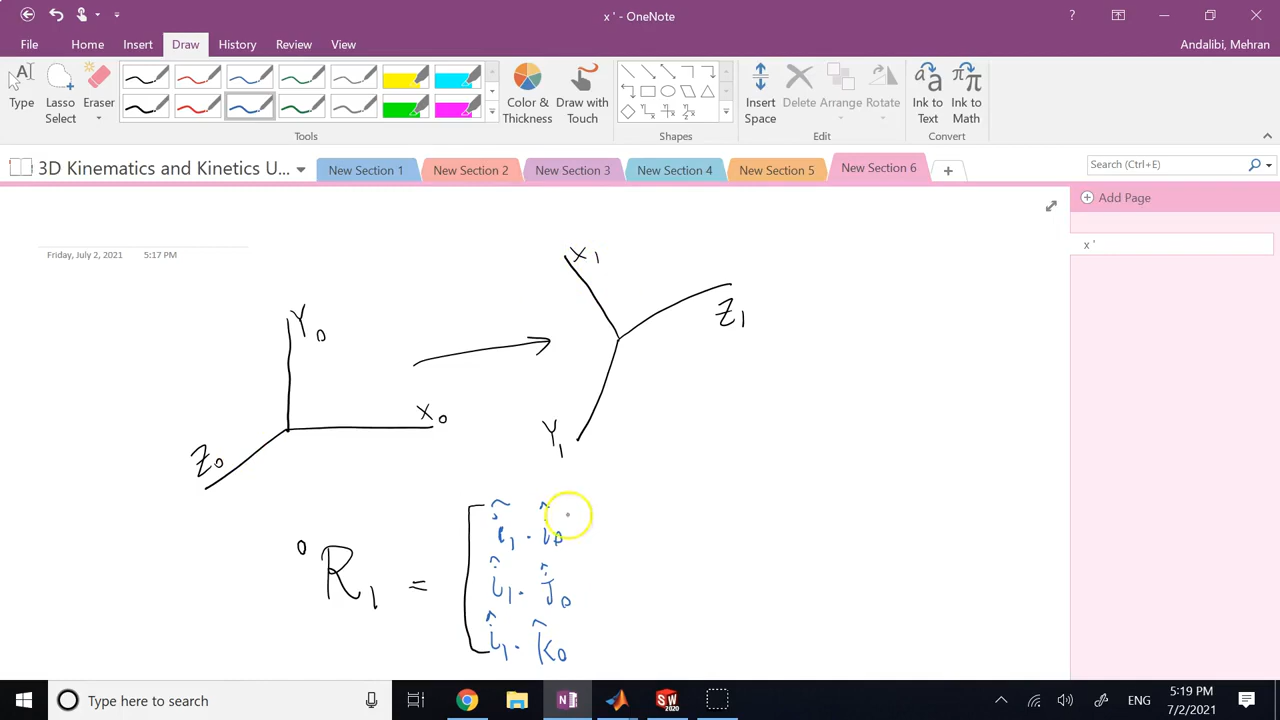 x ' - OneNote
File Home Insert Draw History Review View
Andalibi, Mehran
Type
Lasso Select
Eraser
Color & Thickness
Draw with Touch
Insert Space
Delete
Arrange
Rotate
Ink to Text
Ink to Math
Tools
Shapes
Edit
Convert
3D Kinematics and Kinetics U...
New Section 1
New Section 2
New Section 3
New Section 4
New Section 5
New Section 6
Search (Ctrl+E)
Add Page
x '
Friday, July 2, 2021 5:17 PM
Y0
X0
Z0
X1
Z1
Y1
0R1 =
î1 . î0
î1 . ĵ0
î1 . k̂0
Type here to search
ENG
5:19 PM
7/2/2021